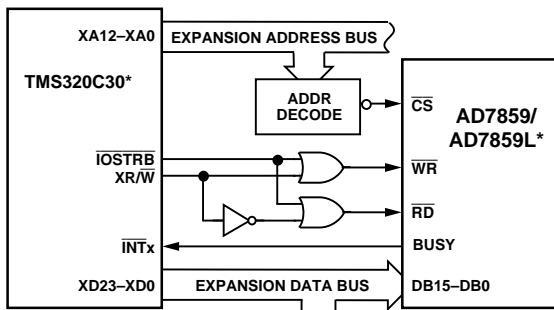 XA12–XA0
EXPANSION ADDRESS BUS
TMS320C30*
ADDR
DECODE
CS
AD7859/
AD7859L*
IOSTRB
XR/W
WR
RD
INTx
BUSY
XD23–XD0
EXPANSION DATA BUS
DB15–DB0